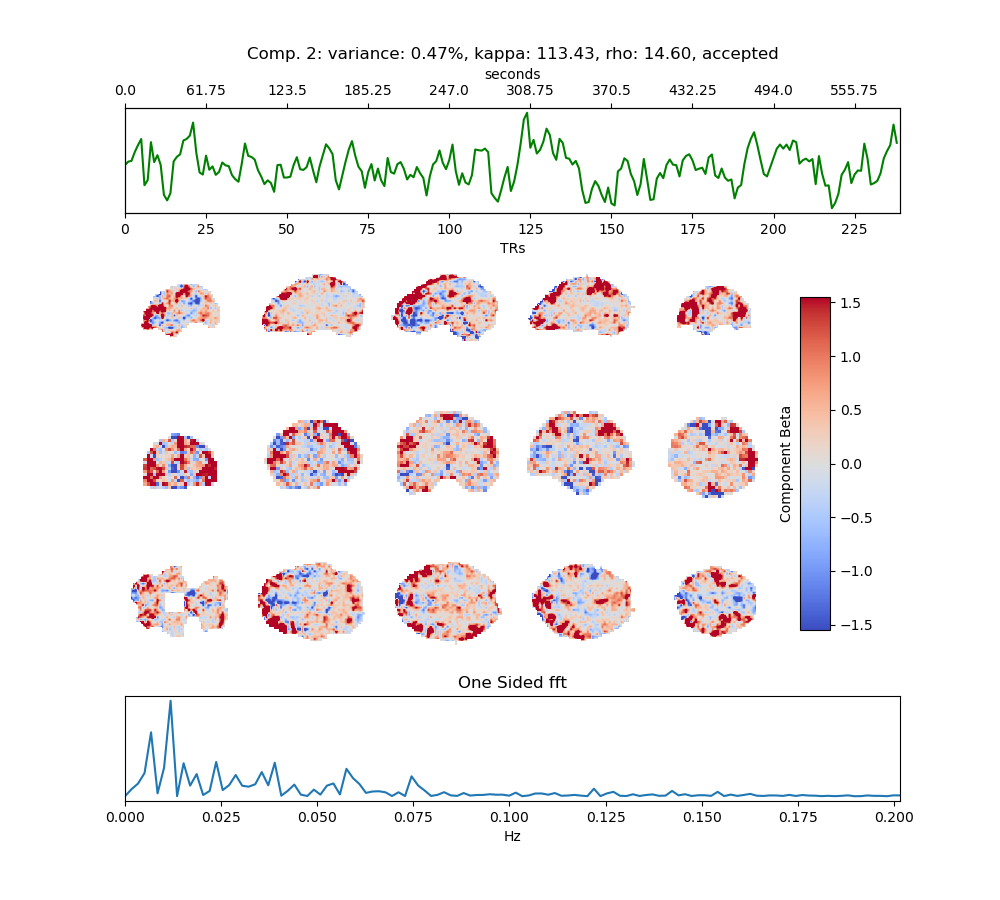 Comp. 2: variance: 0.47%, kappa: 113.43, rho: 14.60, accepted
seconds
0.0 61.75 123.5 185.25 247.0 308.75 370.5 432.25 494.0 555.75
0 25 50 75 100 125 150 175 200 225
TRs
1.5
1.0
0.5
0.0
−0.5
−1.0
−1.5
Component Beta
One Sided fft
0.000 0.025 0.050 0.075 0.100 0.125 0.150 0.175 0.200
Hz